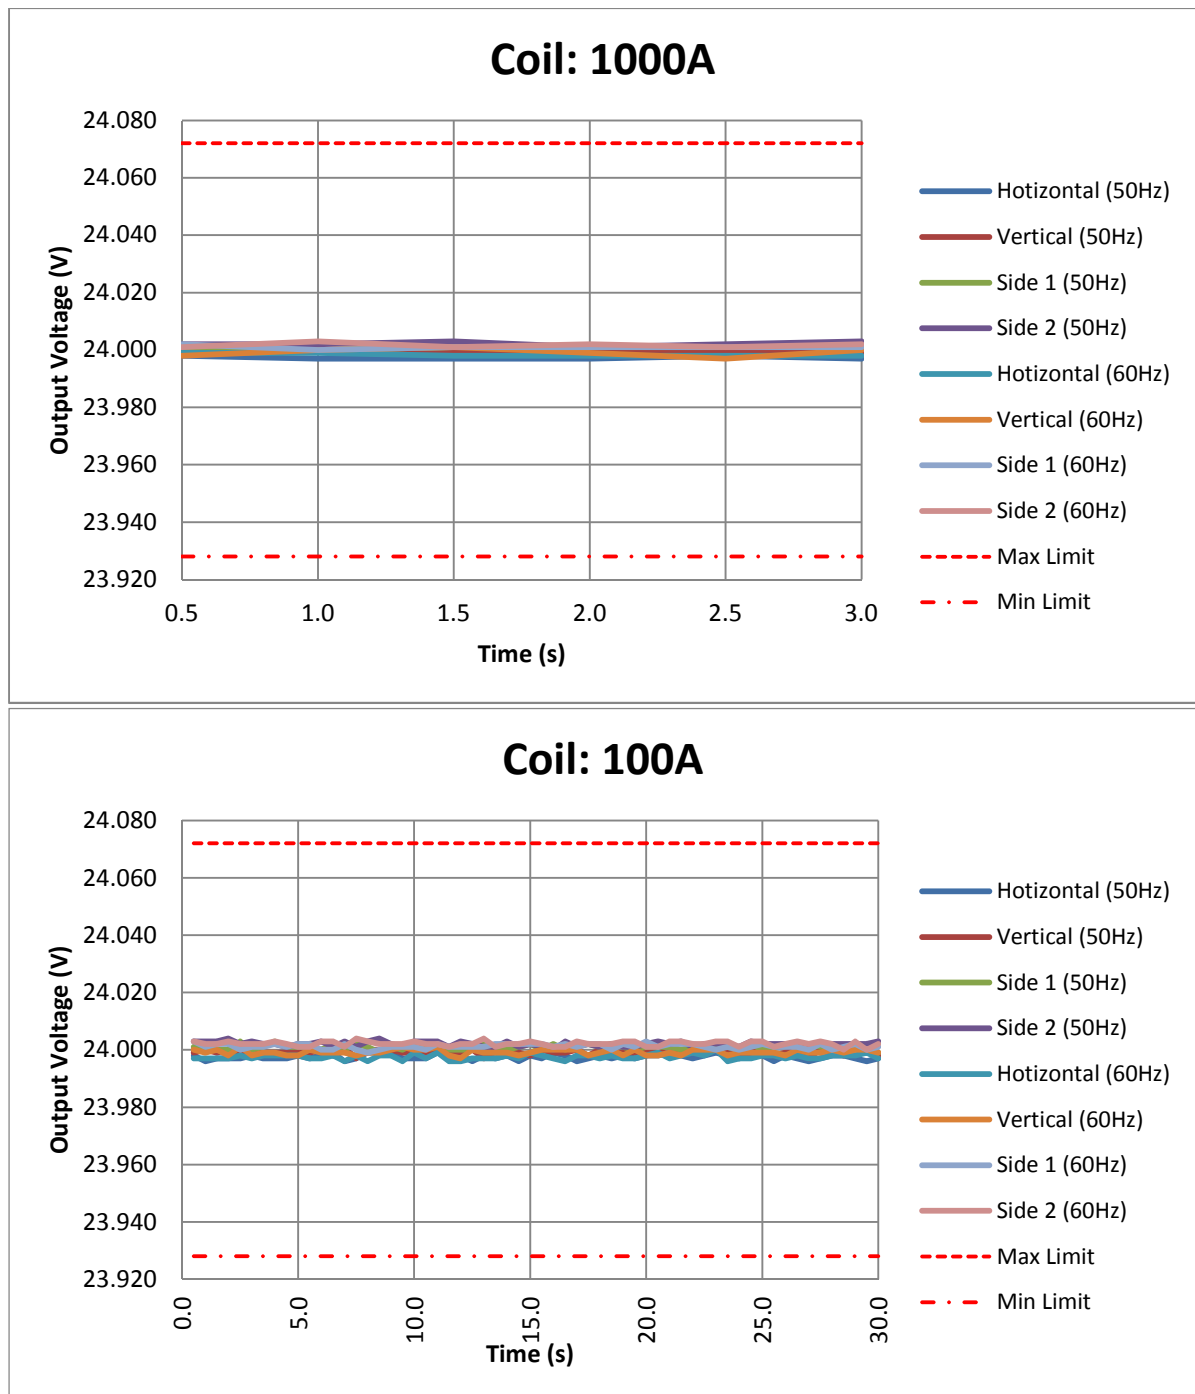 Coil: 1000A
24.080
24.060
24.040
24.020
24.000
23.980
23.960
23.940
23.920
Output Voltage (V)
0.5 1.0 1.5 2.0 2.5 3.0
Time (s)
Hotizontal (50Hz)
Vertical (50Hz)
Side 1 (50Hz)
Side 2 (50Hz)
Hotizontal (60Hz)
Vertical (60Hz)
Side 1 (60Hz)
Side 2 (60Hz)
Max Limit
Min Limit
Coil: 100A
24.080
24.060
24.040
24.020
24.000
23.980
23.960
23.940
23.920
Output Voltage (V)
0.0 5.0 10.0 15.0 20.0 25.0 30.0
Time (s)
Hotizontal (50Hz)
Vertical (50Hz)
Side 1 (50Hz)
Side 2 (50Hz)
Hotizontal (60Hz)
Vertical (60Hz)
Side 1 (60Hz)
Side 2 (60Hz)
Max Limit
Min Limit